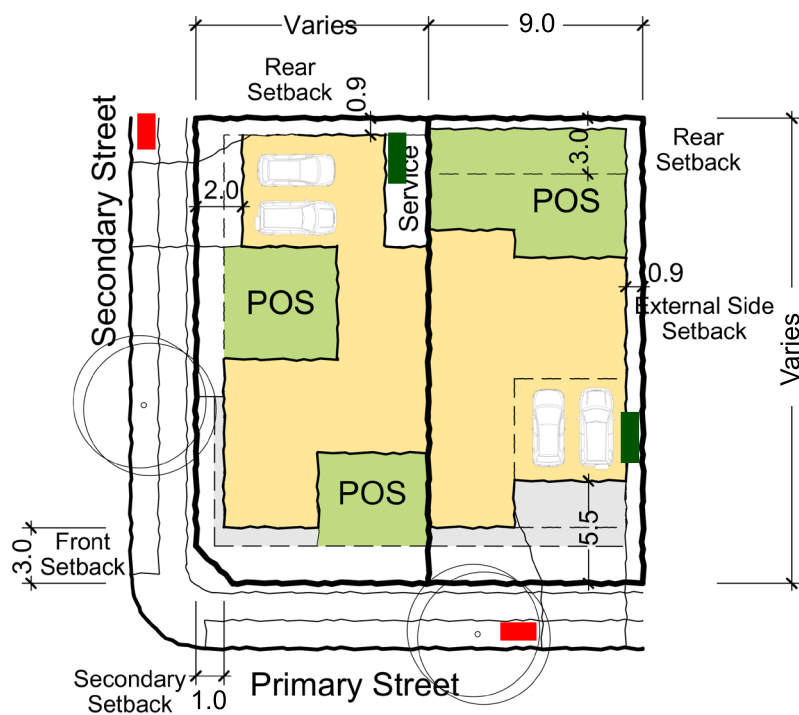 Varies
9.0
Rear
Setback
0.9
Secondary Street
2.0
Service
3.0
Rear
Setback
POS
POS
0.9
External Side
Setback
Varies
POS
5.5
3.0
Front
Setback
Secondary
Setback
1.0
Primary Street